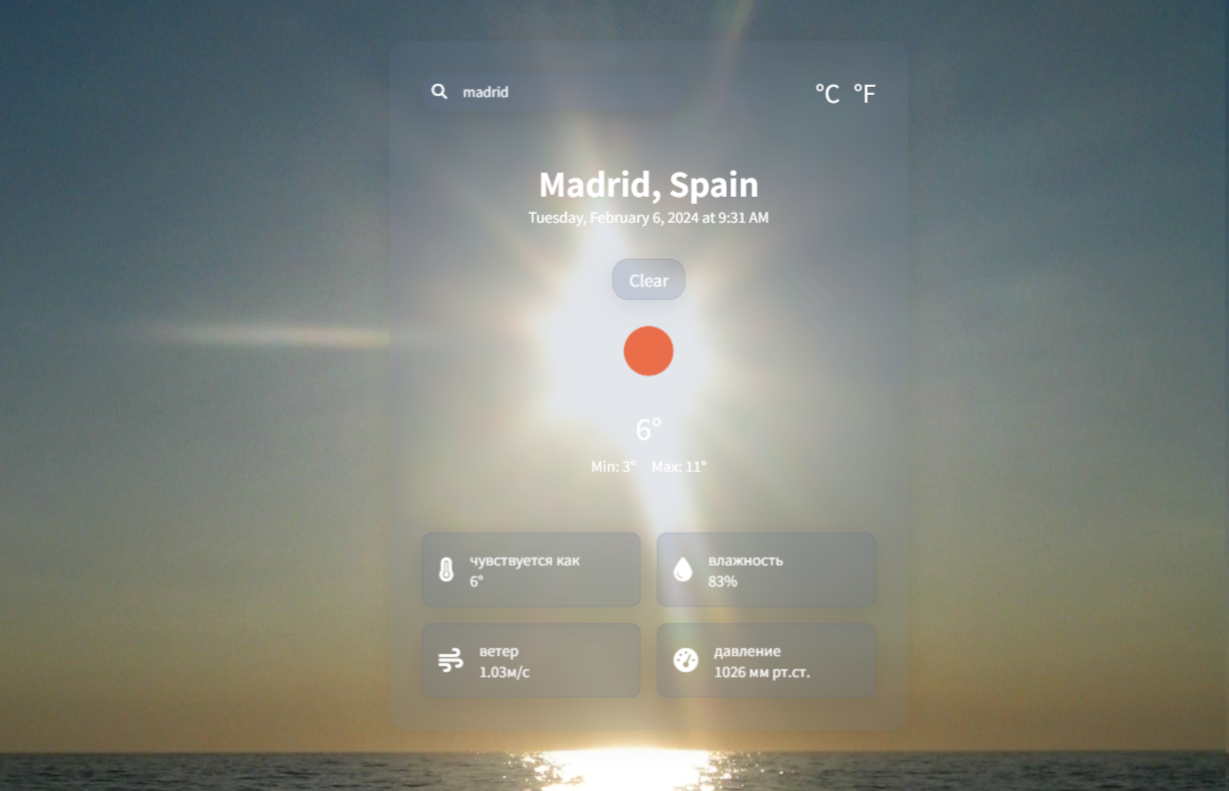 madrid
°C °F
Madrid, Spain
Tuesday, February 6, 2024 at 9:31 AM
Clear
6°
Min: 3° Max: 11°
чувствуется как
6°
влажность
83%
ветер
1.03м/с
давление
1026 мм рт.ст.